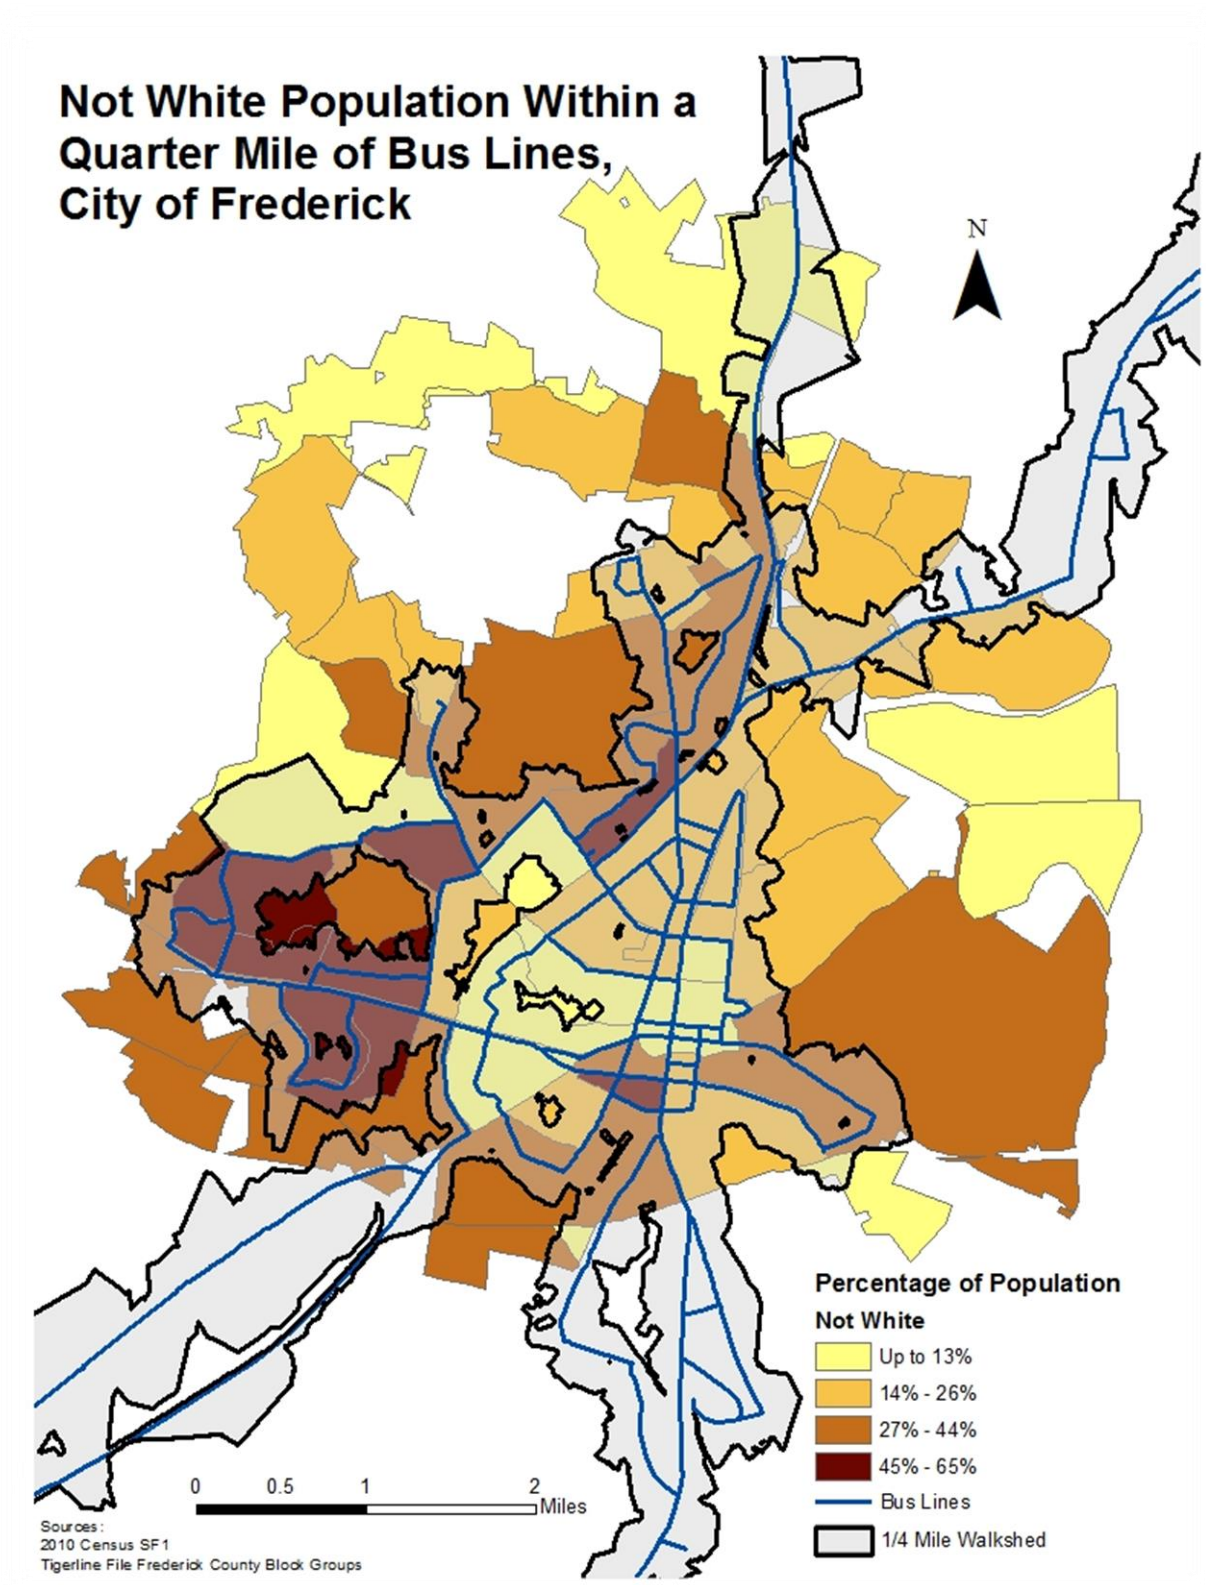 Not White Population Within a
Quarter Mile of Bus Lines,
City of Frederick
N
Percentage of Population
Not White
Up to 13%
14% - 26%
27% - 44%
45% - 65%
Bus Lines
1/4 Mile Walkshed
0 0.5 1 2
Miles
Sources:
2010 Census SF1
Tigerline File Frederick County Block Groups